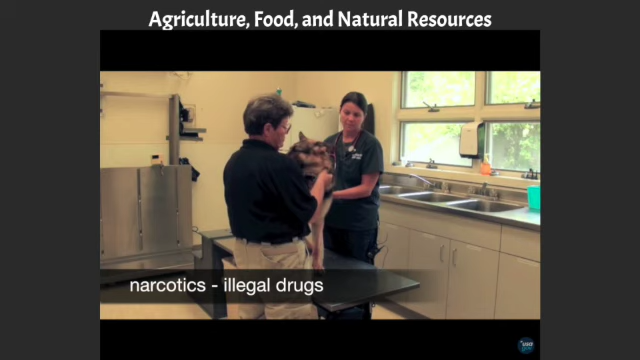 Agriculture, Food, and Natural Resources
narcotics - illegal drugs